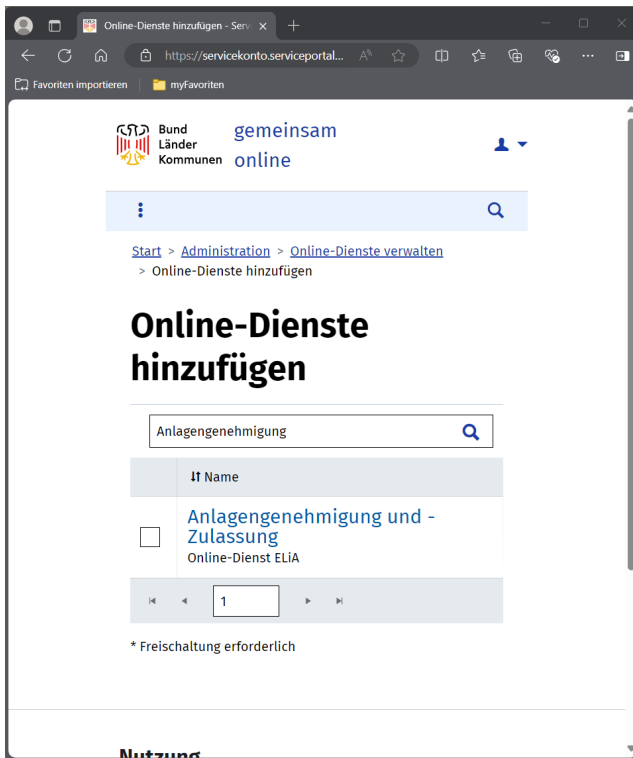 Online-Dienste hinzufügen - Serv
https://servicekonto.serviceportal...
Favoriten importieren
myFavoriten
Bund
Länder
Kommunen
gemeinsam
online
Start > Administration > Online-Dienste verwalten
> Online-Dienste hinzufügen
Online-Dienste
hinzufügen
Anlagengenehmigung
Name
Anlagengenehmigung und -
Zulassung
Online-Dienst ELiA
1
* Freischaltung erforderlich
Nutzung